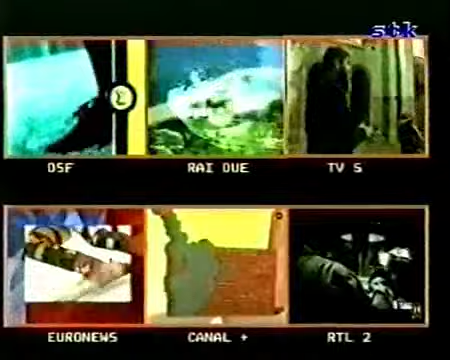 stk
DSF
RAI DUE
TV 5
EURONEWS
CANAL +
RTL 2